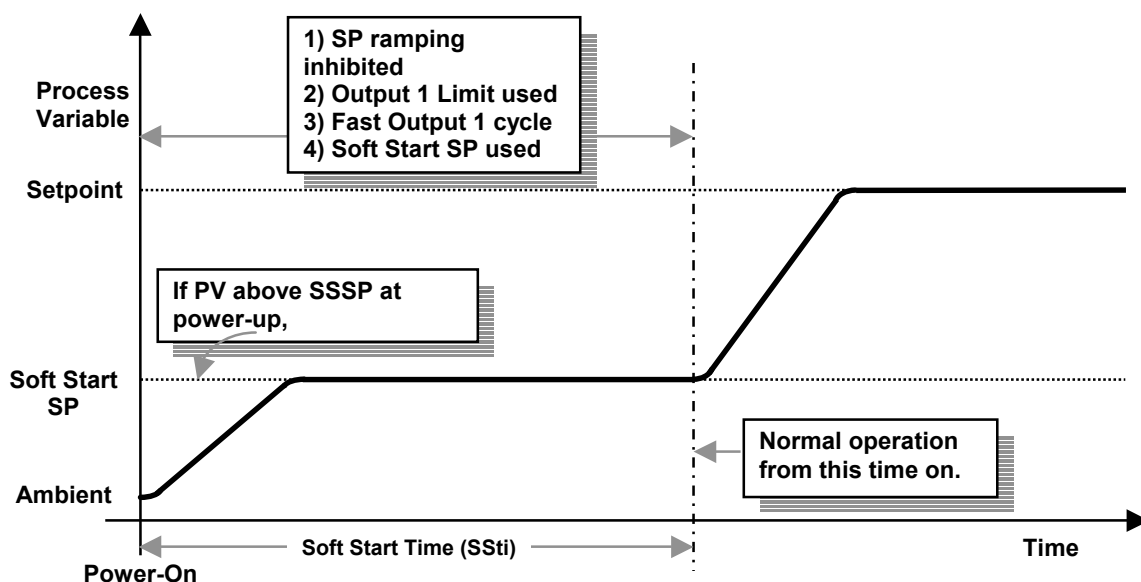 1) SP ramping
inhibited
2) Output 1 Limit used
3) Fast Output 1 cycle
4) Soft Start SP used
Process
Variable
Setpoint
If PV above SSSP at
power-up,
Soft Start
SP
Normal operation
from this time on.
Ambient
Soft Start Time (SSti)
Time
Power-On